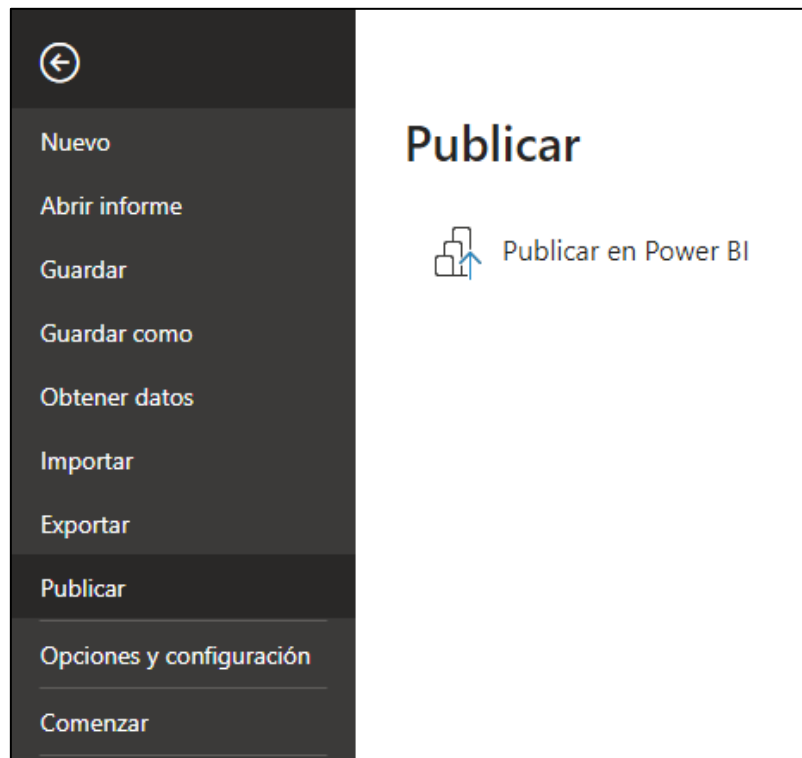 Nuevo
Abrir informe
Guardar
Guardar como
Obtener datos
Importar
Exportar
Publicar
Opciones y configuración
Comenzar
Publicar
Publicar en Power BI